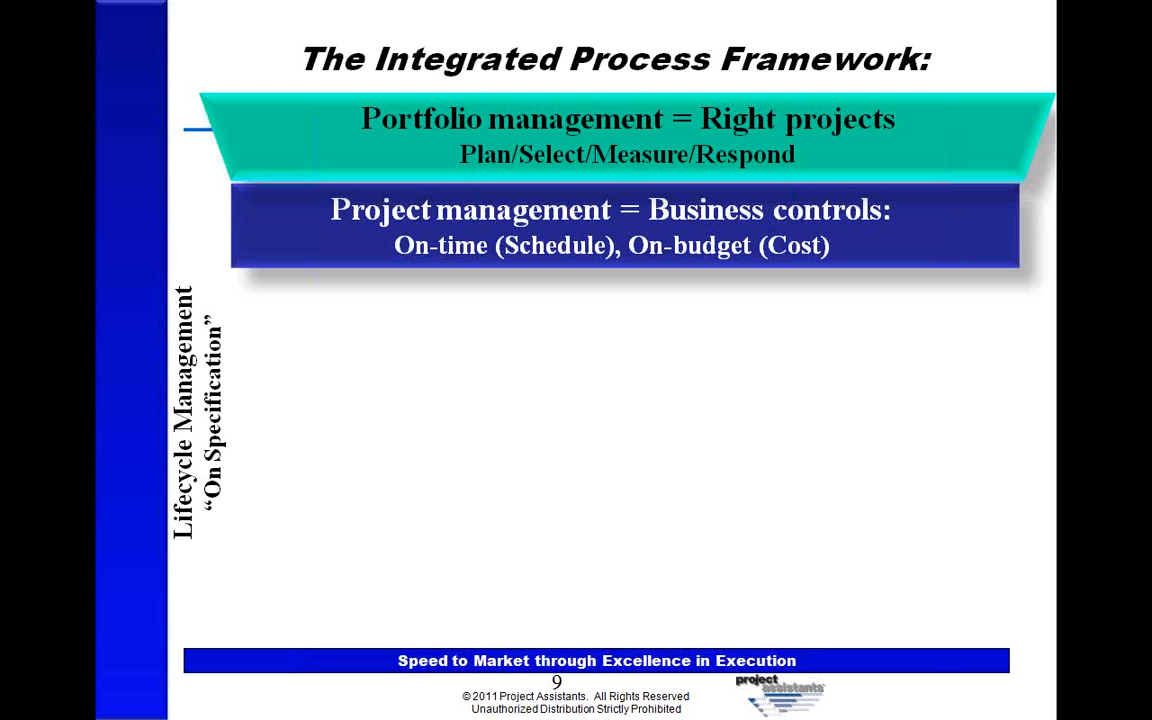 The Integrated Process Framework:
Portfolio management = Right projects
Plan/Select/Measure/Respond
Project management = Business controls:
On-time (Schedule), On-budget (Cost)
Lifecycle Management
“On Specification”
Speed to Market through Excellence in Execution
9
© 2011 Project Assistants. All Rights Reserved
Unauthorized Distribution Strictly Prohibited
project
assistants